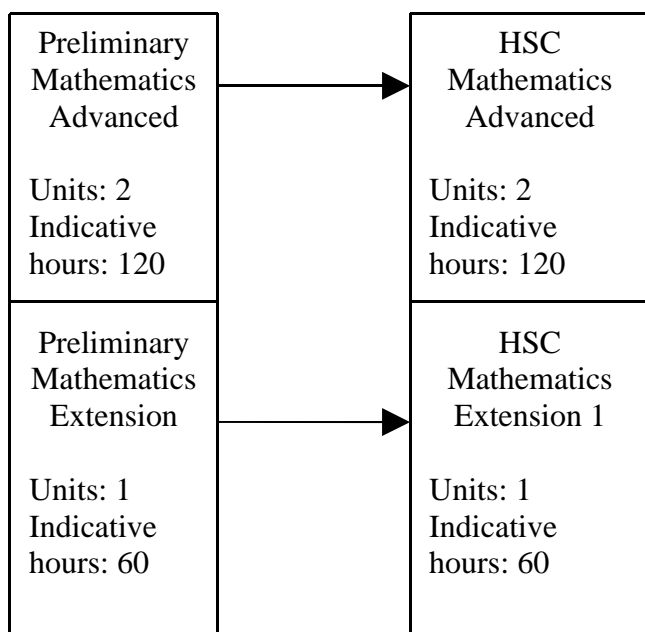 Preliminary
Mathematics
Advanced
Units: 2
Indicative
hours: 120
HSC
Mathematics
Advanced
Units: 2
Indicative
hours: 120
Preliminary
Mathematics
Extension
Units: 1
Indicative
hours: 60
HSC
Mathematics
Extension 1
Units: 1
Indicative
hours: 60